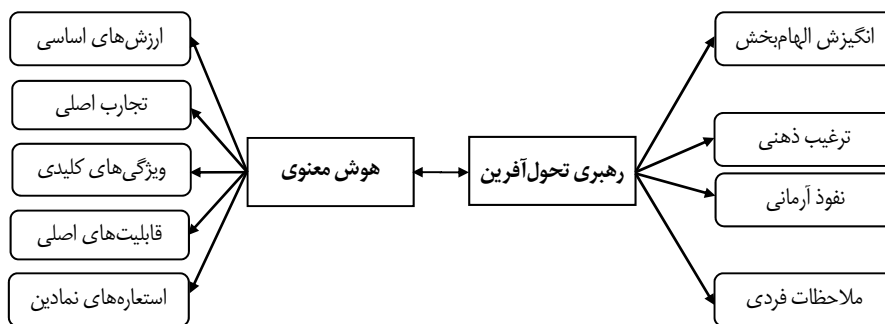 انگیزش الهام‌بخش
ترغیب ذهنی
نفوذ آرمانی
ملاحظات فردی
رهبری تحول‌آفرین
هوش معنوی
ارزش‌های اساسی
تجارب اصلی
ویژگی‌های کلیدی
قابلیت‌های اصلی
استعاره‌های نمادین